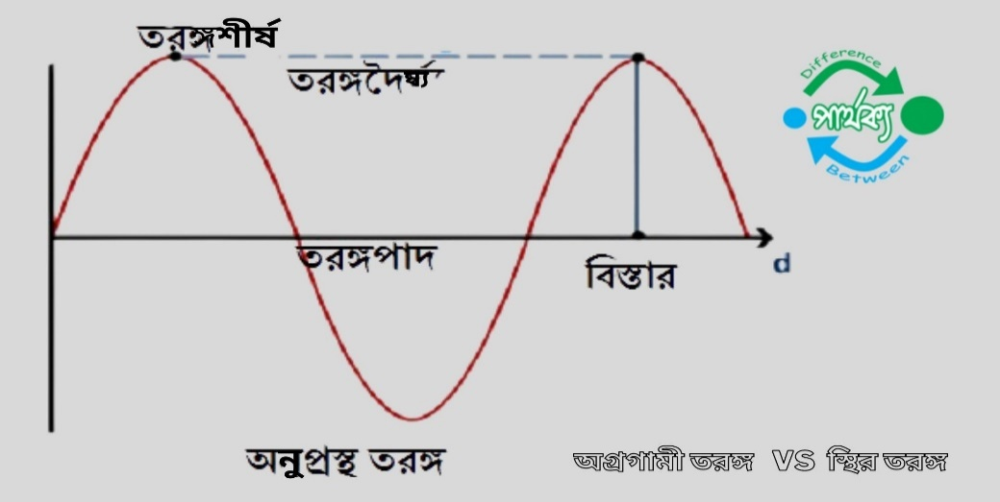 তরঙ্গশীর্ষ
তরঙ্গদৈর্ঘ্য
Difference
পার্থক্য
Between
তরঙ্গপাদ
d
বিস্তার
অনুপ্রস্থ তরঙ্গ
অগ্রগামী তরঙ্গ VS স্থির তরঙ্গ